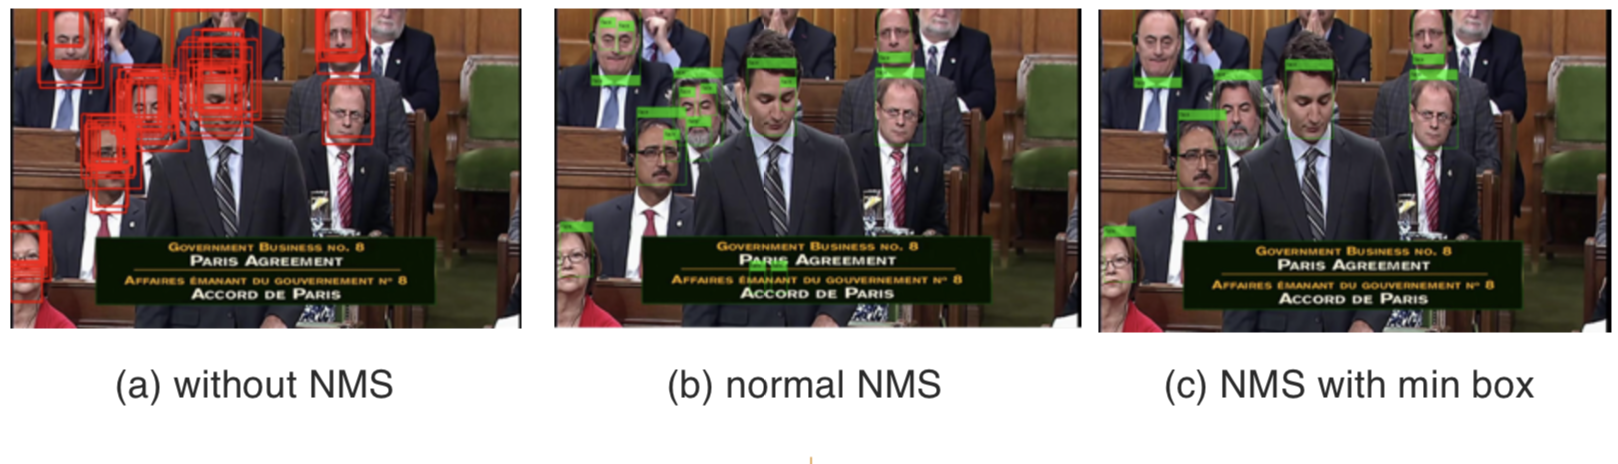 GOVERNMENT BUSINESS NO. 8
PARIS AGREEMENT
AFFAIRES ÉMANANT DU GOUVERNEMENT Nº 8
ACCORD DE PARIS
GOVERNMENT BUSINESS NO. 8
PARIS AGREEMENT
AFFAIRES ÉMANANT DU GOUVERNEMENT Nº 8
ACCORD DE PARIS
GOVERNMENT BUSINESS NO. 8
PARIS AGREEMENT
AFFAIRES ÉMANANT DU GOUVERNEMENT Nº 8
ACCORD DE PARIS
(a) without NMS
(b) normal NMS
(c) NMS with min box